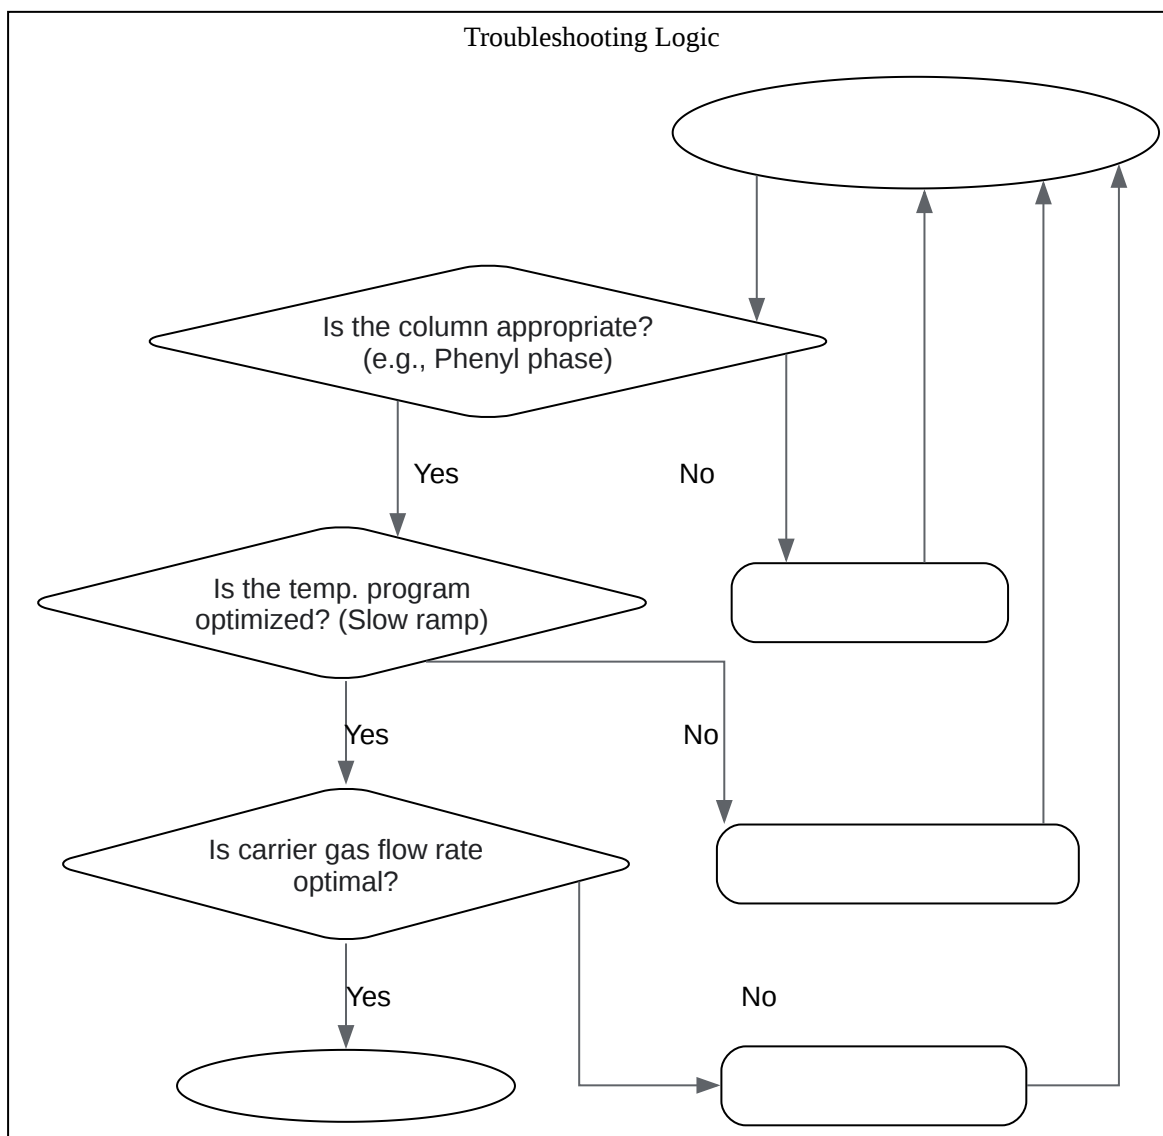 Troubleshooting Logic
Is the column appropriate?
(e.g., Phenyl phase)
Yes
No
Is the temp. program
optimized? (Slow ramp)
Yes
No
Is carrier gas flow rate
optimal?
Yes
No